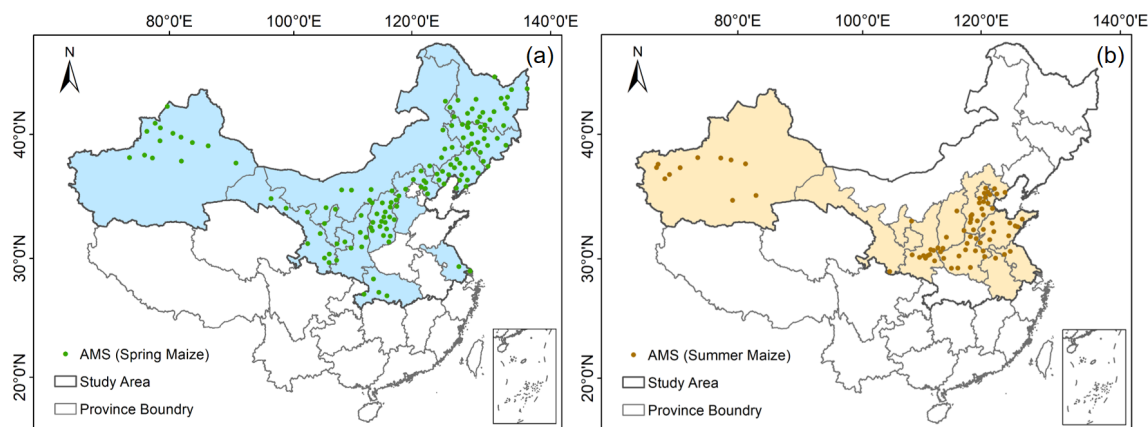 80°0'E 100°0'E 120°0'E 140°0'E
N
(a)
40°0'N
30°0'N
20°0'N
AMS (Spring Maize)
Study Area
Province Boundry
80°0'E 100°0'E 120°0'E 140°0'E
N
(b)
40°0'N
30°0'N
20°0'N
AMS (Summer Maize)
Study Area
Province Boundry